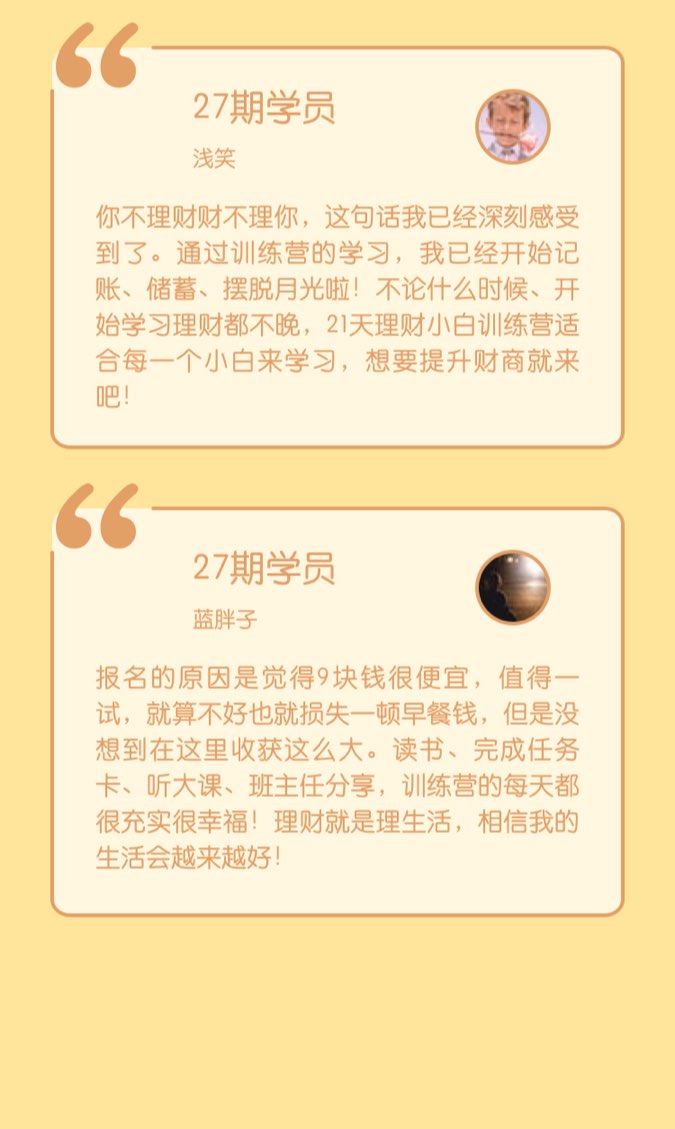 27期学员
浅笑
你不理财财不理你，这句话我已经深刻感受
到了。通过训练营的学习，我已经开始记
账、储蓄、摆脱月光啦！不论什么时候、开
始学习理财都不晚，21天理财小白训练营适
合每一个小白来学习，想要提升财商就来
吧！
27期学员
蓝胖子
报名的原因是觉得9块钱很便宜，值得一
试，就算不好也就损失一顿早餐钱，但是没
想到在这里收获这么大。读书、完成任务
卡、听大课、班主任分享，训练营的每天都
很充实很幸福！理财就是理生活，相信我的
生活会越来越好！